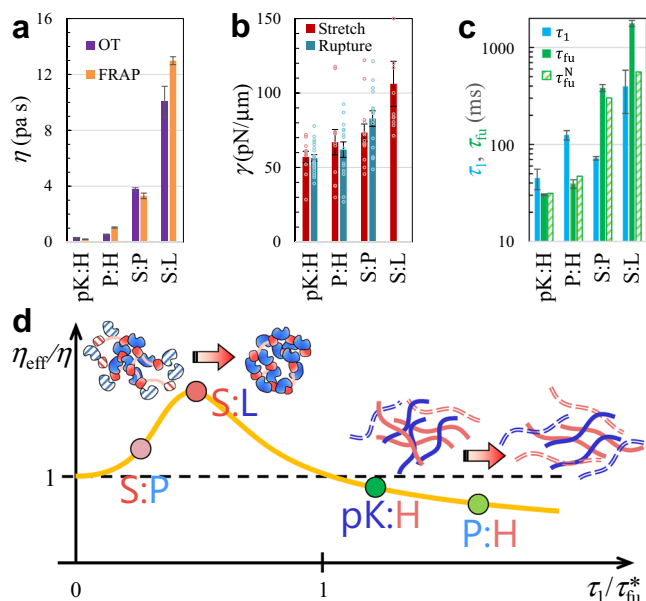 a
η (pa s)
16
12
8
4
0
OT
FRAP
pK:H
P:H
S:P
S:L
b
γ(pN/μm)
150
100
50
0
Stretch
Rupture
pK:H
P:H
S:P
S:L
c
τ₁, τfu (ms)
1000
100
10
τ₁
τfu
τfuᴺ
pK:H
P:H
S:P
S:L
d
ηeff/η
1
S:L
S:P
pK:H
P:H
0
1
τ₁/τfu*